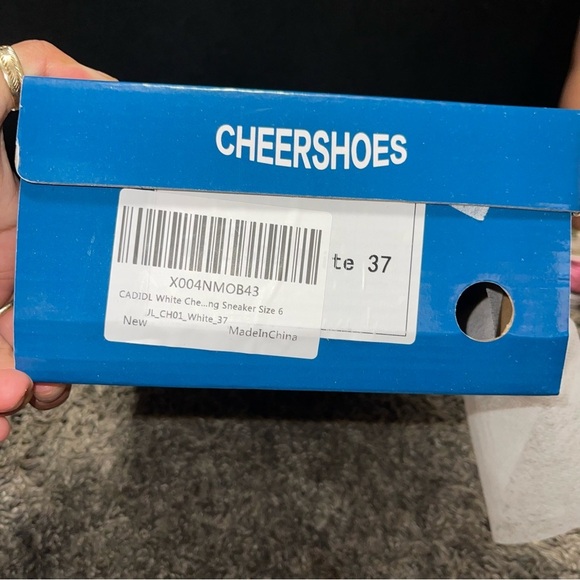 CHEERSHOES
te 37
X004NMOB43
CADIDL White Che...ng Sneaker Size 6
JL_CH01_White_37
New
MadeInChina